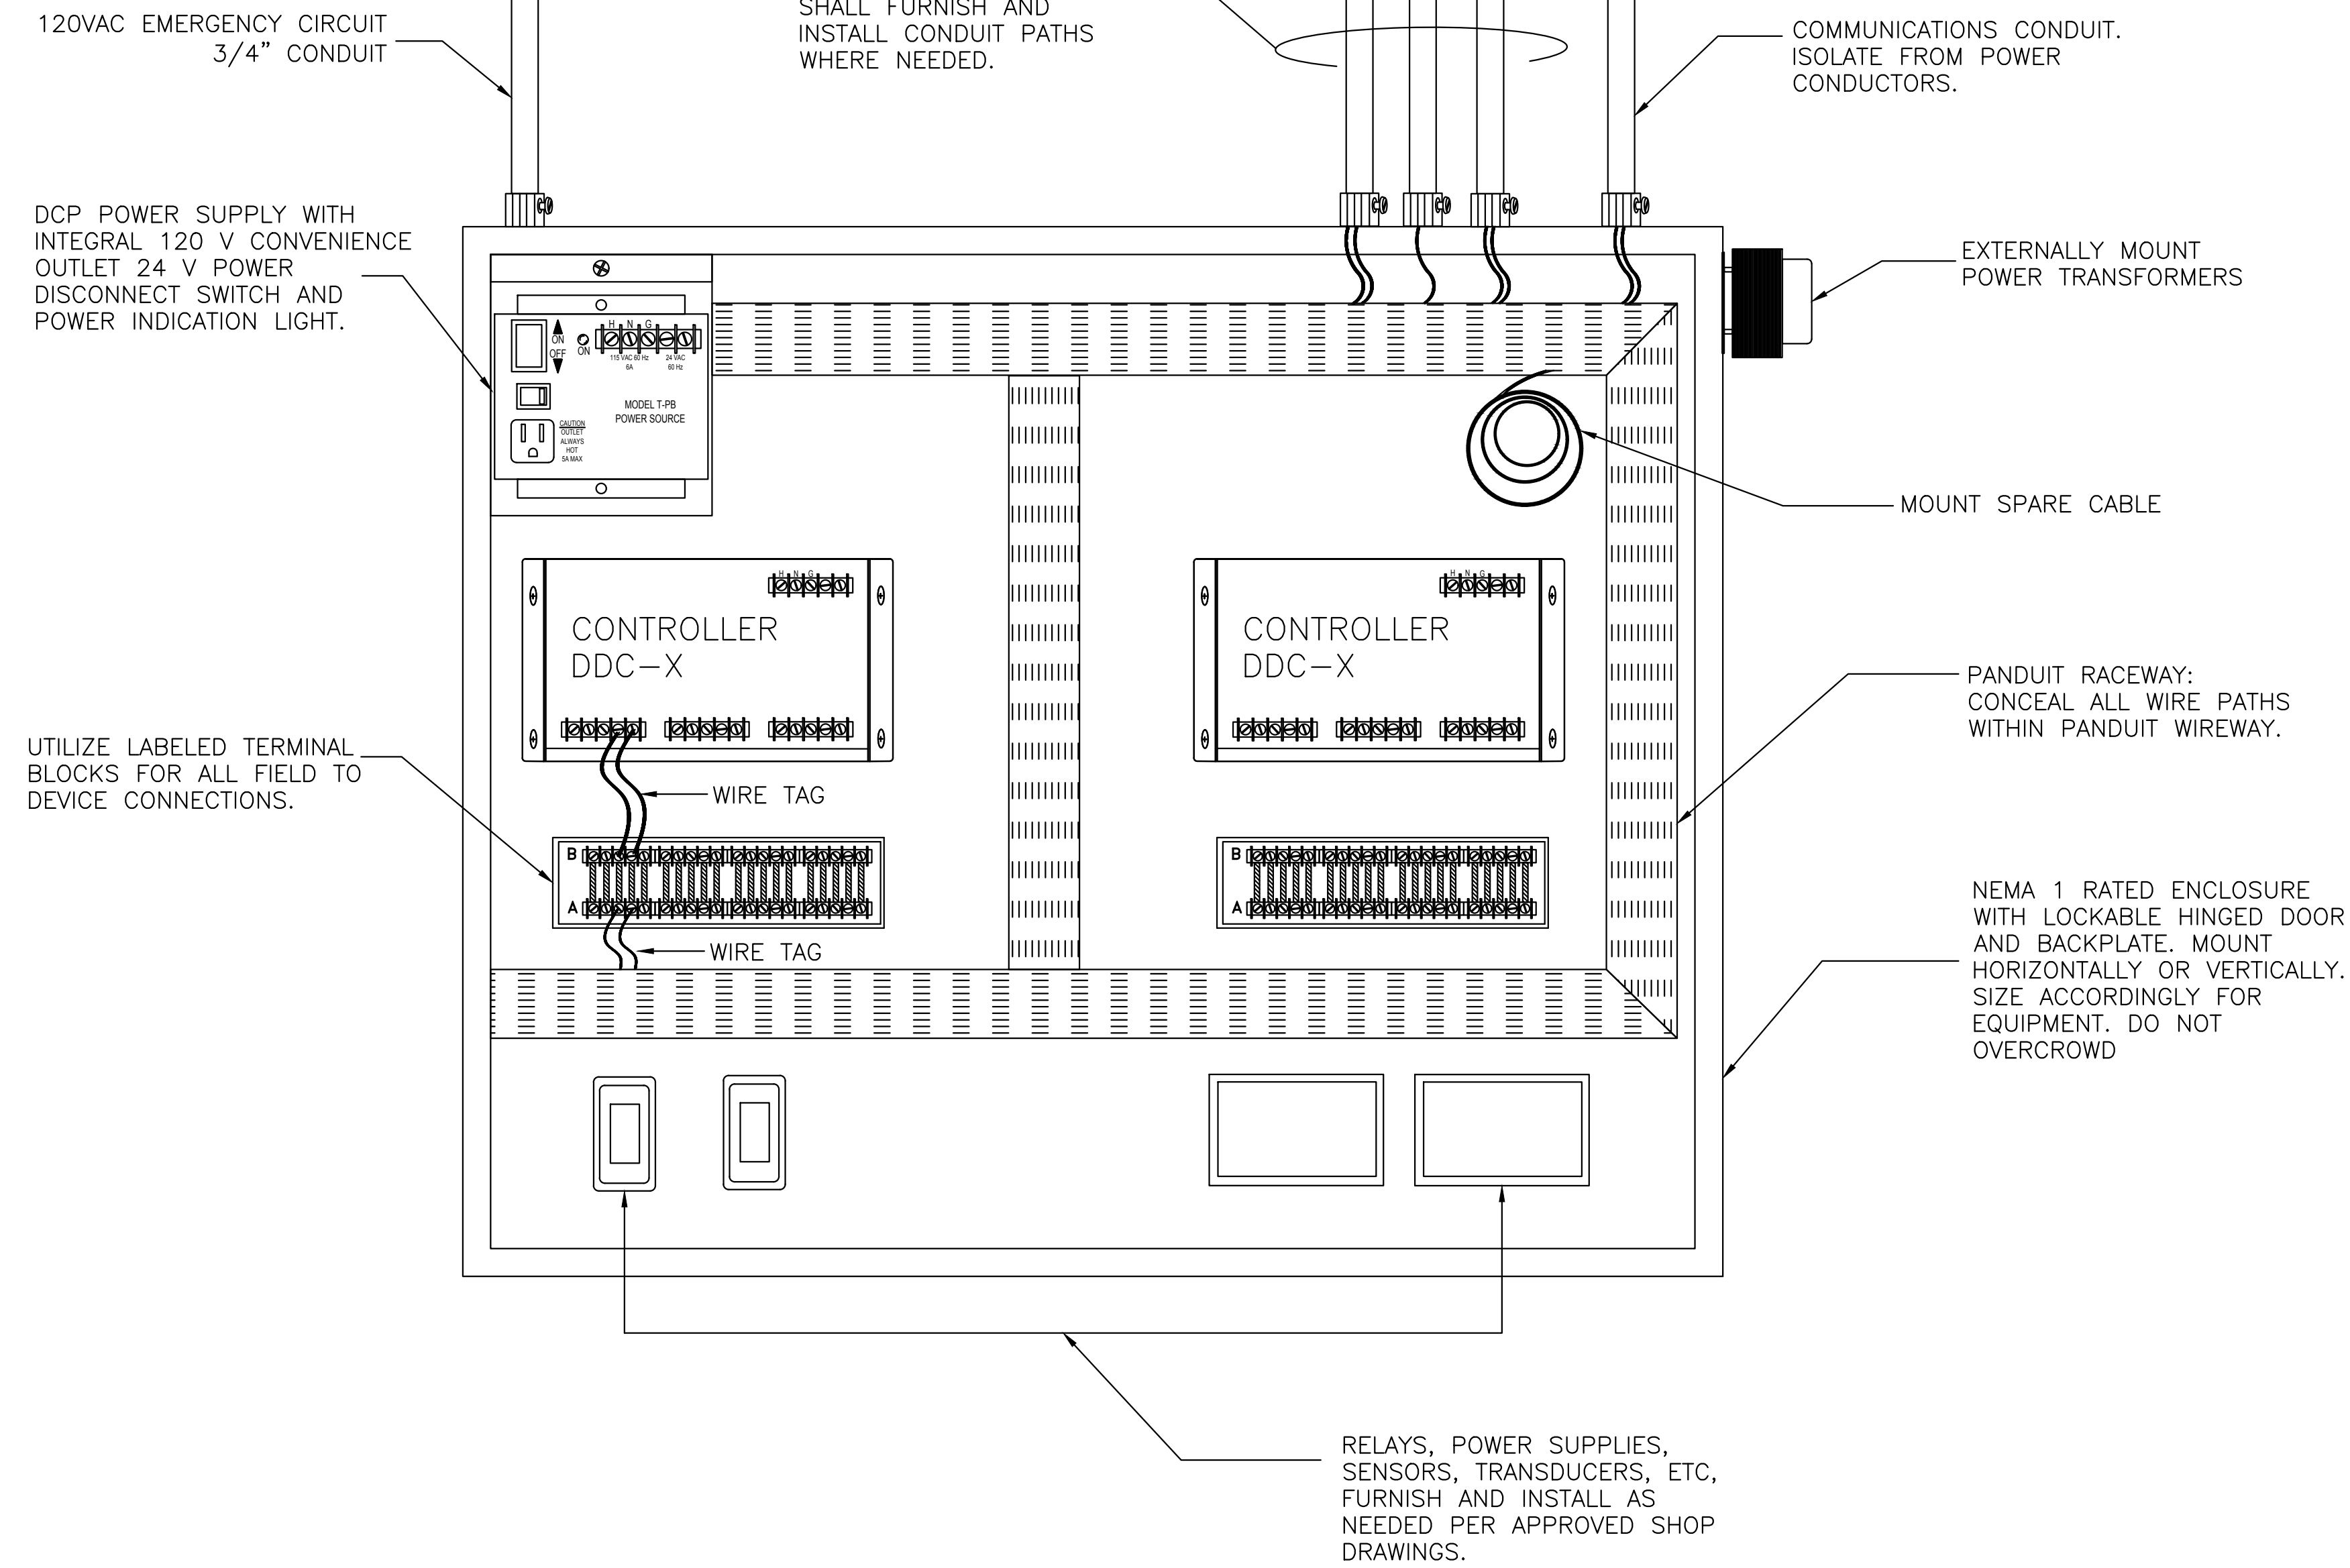 120VAC EMERGENCY CIRCUIT
3/4” CONDUIT
SHALL FURNISH AND
INSTALL CONDUIT PATHS
WHERE NEEDED.
COMMUNICATIONS CONDUIT.
ISOLATE FROM POWER
CONDUCTORS.
DCP POWER SUPPLY WITH
INTEGRAL 120 V CONVENIENCE
OUTLET 24 V POWER
DISCONNECT SWITCH AND
POWER INDICATION LIGHT.
EXTERNALLY MOUNT
POWER TRANSFORMERS
ON
OFF
ON
H N G
115 VAC 60 Hz
6A
24 VAC
60 Hz
MODEL T-PB
POWER SOURCE
CAUTION
OUTLET
ALWAYS
HOT
5A MAX
MOUNT SPARE CABLE
H N G
CONTROLLER
DDC-X
H N G
CONTROLLER
DDC-X
PANDUIT RACEWAY:
CONCEAL ALL WIRE PATHS
WITHIN PANDUIT WIREWAY.
UTILIZE LABELED TERMINAL
BLOCKS FOR ALL FIELD TO
DEVICE CONNECTIONS.
WIRE TAG
B
A
B
A
WIRE TAG
NEMA 1 RATED ENCLOSURE
WITH LOCKABLE HINGED DOOR
AND BACKPLATE. MOUNT
HORIZONTALLY OR VERTICALLY.
SIZE ACCORDINGLY FOR
EQUIPMENT. DO NOT
OVERCROWD
RELAYS, POWER SUPPLIES,
SENSORS, TRANSDUCERS, ETC,
FURNISH AND INSTALL AS
NEEDED PER APPROVED SHOP
DRAWINGS.